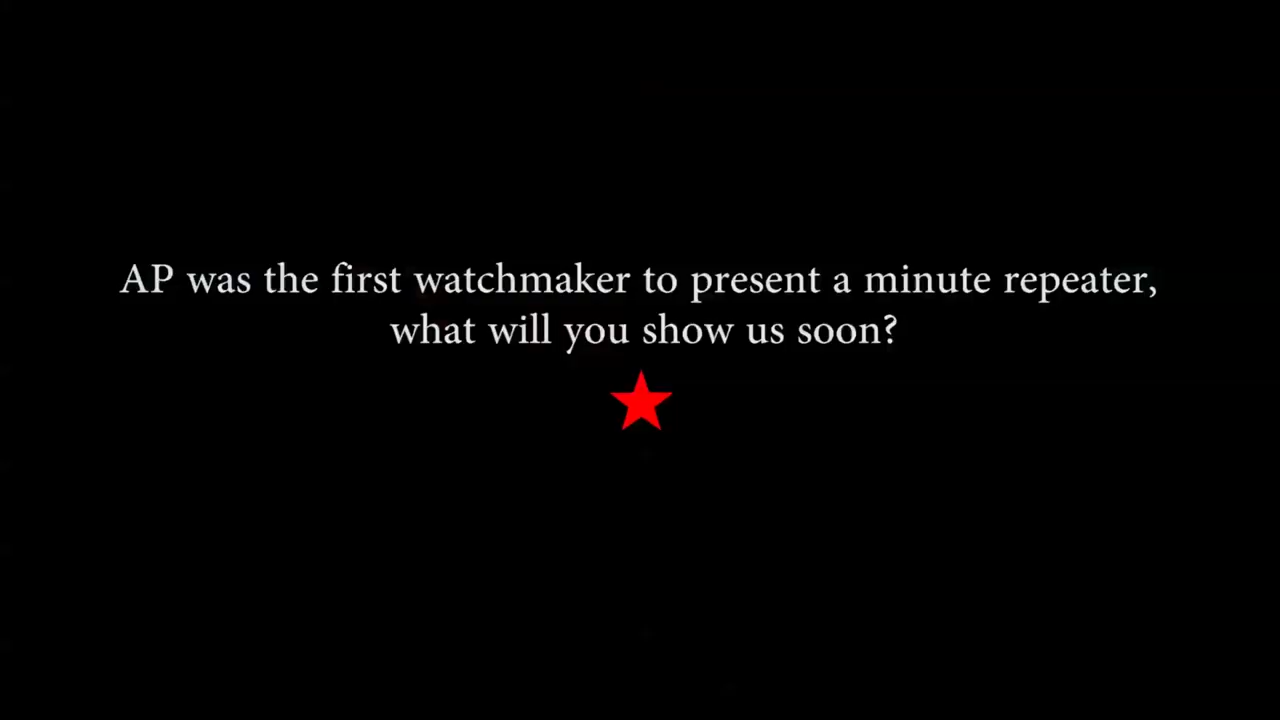 AP was the first watchmaker to present a minute repeater,
what will you show us soon?